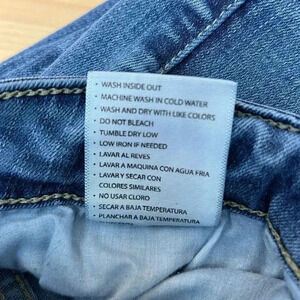 • WASH INSIDE OUT
• MACHINE WASH IN COLD WATER
• WASH AND DRY WITH LIKE COLORS
• DO NOT BLEACH
• TUMBLE DRY LOW
• LOW IRON IF NEEDED
• LAVAR AL REVES
• LAVAR A MAQUINA CON AGUA FRIA
• LAVAR Y SECAR CON
COLORES SIMILARES
• NO USAR CLORO
• SECAR A BAJA TEMPERATURA
• PLANCHAR A BAJA TEMPERATURA